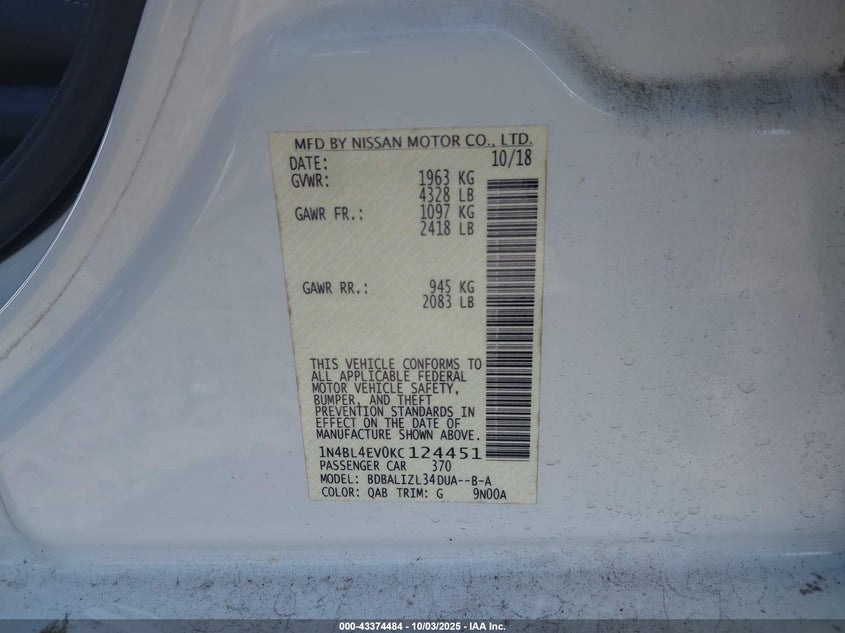 MFD BY NISSAN MOTOR CO., LTD.
DATE: 10/18
GVWR: 1963 KG
4328 LB
GAWR FR.: 1097 KG
2418 LB
GAWR RR.: 945 KG
2083 LB
THIS VEHICLE CONFORMS TO
ALL APPLICABLE FEDERAL
MOTOR VEHICLE SAFETY,
BUMPER, AND THEFT
PREVENTION STANDARDS IN
EFFECT ON THE DATE OF
MANUFACTURE SHOWN ABOVE.
1N4BL4EV0KC124451
PASSENGER CAR 370
MODEL: BDBALIZL34DUA--B-A
COLOR: QAB TRIM: G 9N00A
000-43374484 - 10/03/2025 - IAA Inc.